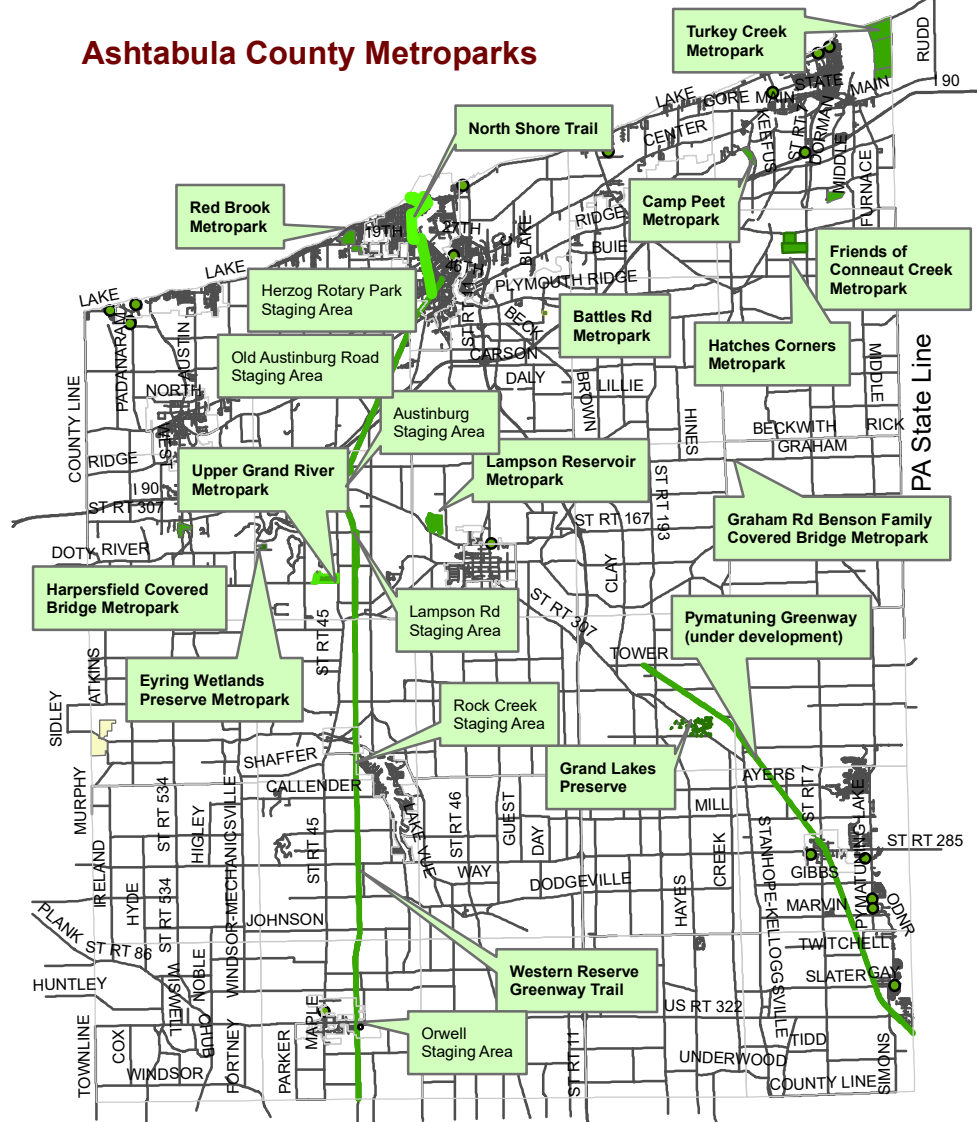 Ashtabula County Metroparks
Turkey Creek
Metropark
RUDD
I 90
STATE
MAIN
LAKE
GORE
MAIN
CENTER
KEEFUS
ST RT 7
DORMAN
MIDDLE
FURNACE
North Shore Trail
Camp Peet
Metropark
Red Brook
Metropark
19TH
27TH
46TH
BLAKE
RIDGE
BUIE
Friends of
Conneaut Creek
Metropark
LAKE
LAKE
Herzog Rotary Park
Staging Area
PLYMOUTH RIDGE
ST RT 11
BECK
Battles Rd
Metropark
Hatches Corners
Metropark
PADANARAM
AUSTIN
Old Austinburg Road
Staging Area
CARSON
DALY
BROWN
LILLIE
MIDDLE
PA State Line
COUNTY LINE
NORTH
WEST
Austinburg
Staging Area
HINES
BECKWITH
RICK
GRAHAM
RIDGE
I 90
ST RT 307
Upper Grand River
Metropark
Lampson Reservoir
Metropark
ST RT 193
ST RT 167
Graham Rd Benson Family
Covered Bridge Metropark
DOTY
RIVER
CLAY
Harpersfield Covered
Bridge Metropark
Lampson Rd
Staging Area
ST RT 307
Pymatuning Greenway
(under development)
ST RT 45
TOWER
Eyring Wetlands
Preserve Metropark
ATKINS
SIDLEY
Rock Creek
Staging Area
SHAFFER
CALLENDER
Grand Lakes
Preserve
AYERS
MURPHY
ST RT 534
HIGLEY
WINDSOR-MECHANICSVILLE
ST RT 45
LAKE VUE
ST RT 46
GUEST
DAY
MILL
ST RT 7
PYMATUNING LAKE
ST RT 285
IRELAND
HYDE
ST RT 534
WAY
DODGEVILLE
CREEK
STANHOPE-KELLOGGSVILLE
GIBBS
HAYES
MARVIN
ODNR
JOHNSON
PLANK
ST RT 86
TWITCHELL
HUNTLEY
WISWELL
NOBLE
Western Reserve
Greenway Trail
SLATER
GAY
US RT 322
MAPLE
Orwell
Staging Area
TOWNLINE
COX
OHUB
FORTNEY
PARKER
ST RT 11
TIDD
WINDSOR
UNDERWOOD
COUNTY LINE
SIMONS